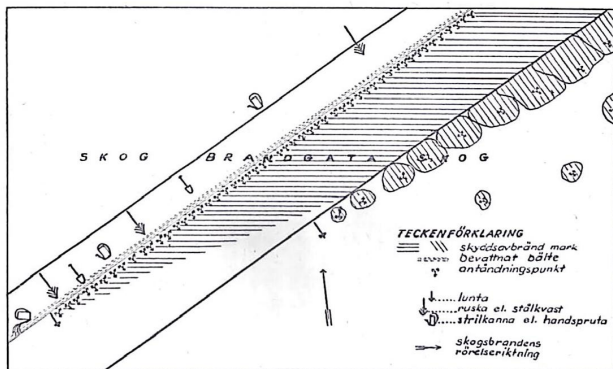 SKOG BRANDGATA SKOG
TECKENFÖRKLARING
skyddsavbränd mark
bevattnat bälte
antändningspunkt
lunta
ruska el. stålkvast
strilkanna el. handspruta
skogsbrandens
rörelseriktning